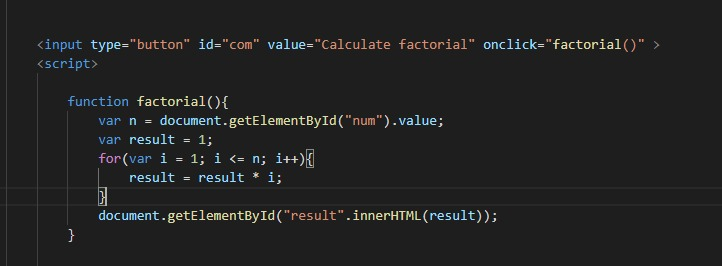 <input type="button" id="com" value="Calculate factorial" onclick="factorial()" >
<script>
function factorial(){
var n = document.getElementById("num").value;
var result = 1;
for(var i = 1; i <= n; i++){
result = result * i;
}
document.getElementById("result".innerHTML(result));
}